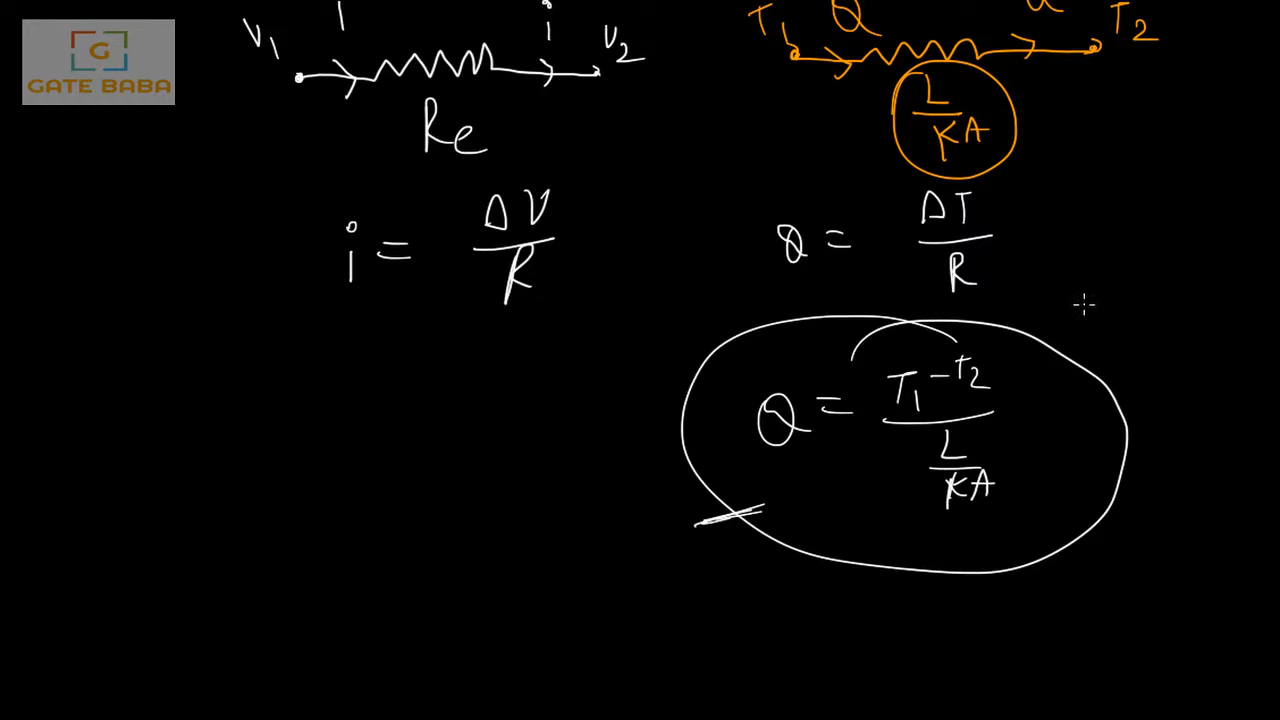 G
GATE BABA
V1 i i V2
Re
i = ΔV / R
T1 Q T2
L / KA
Q = ΔT / R
Q = T1 - T2 / L / KA